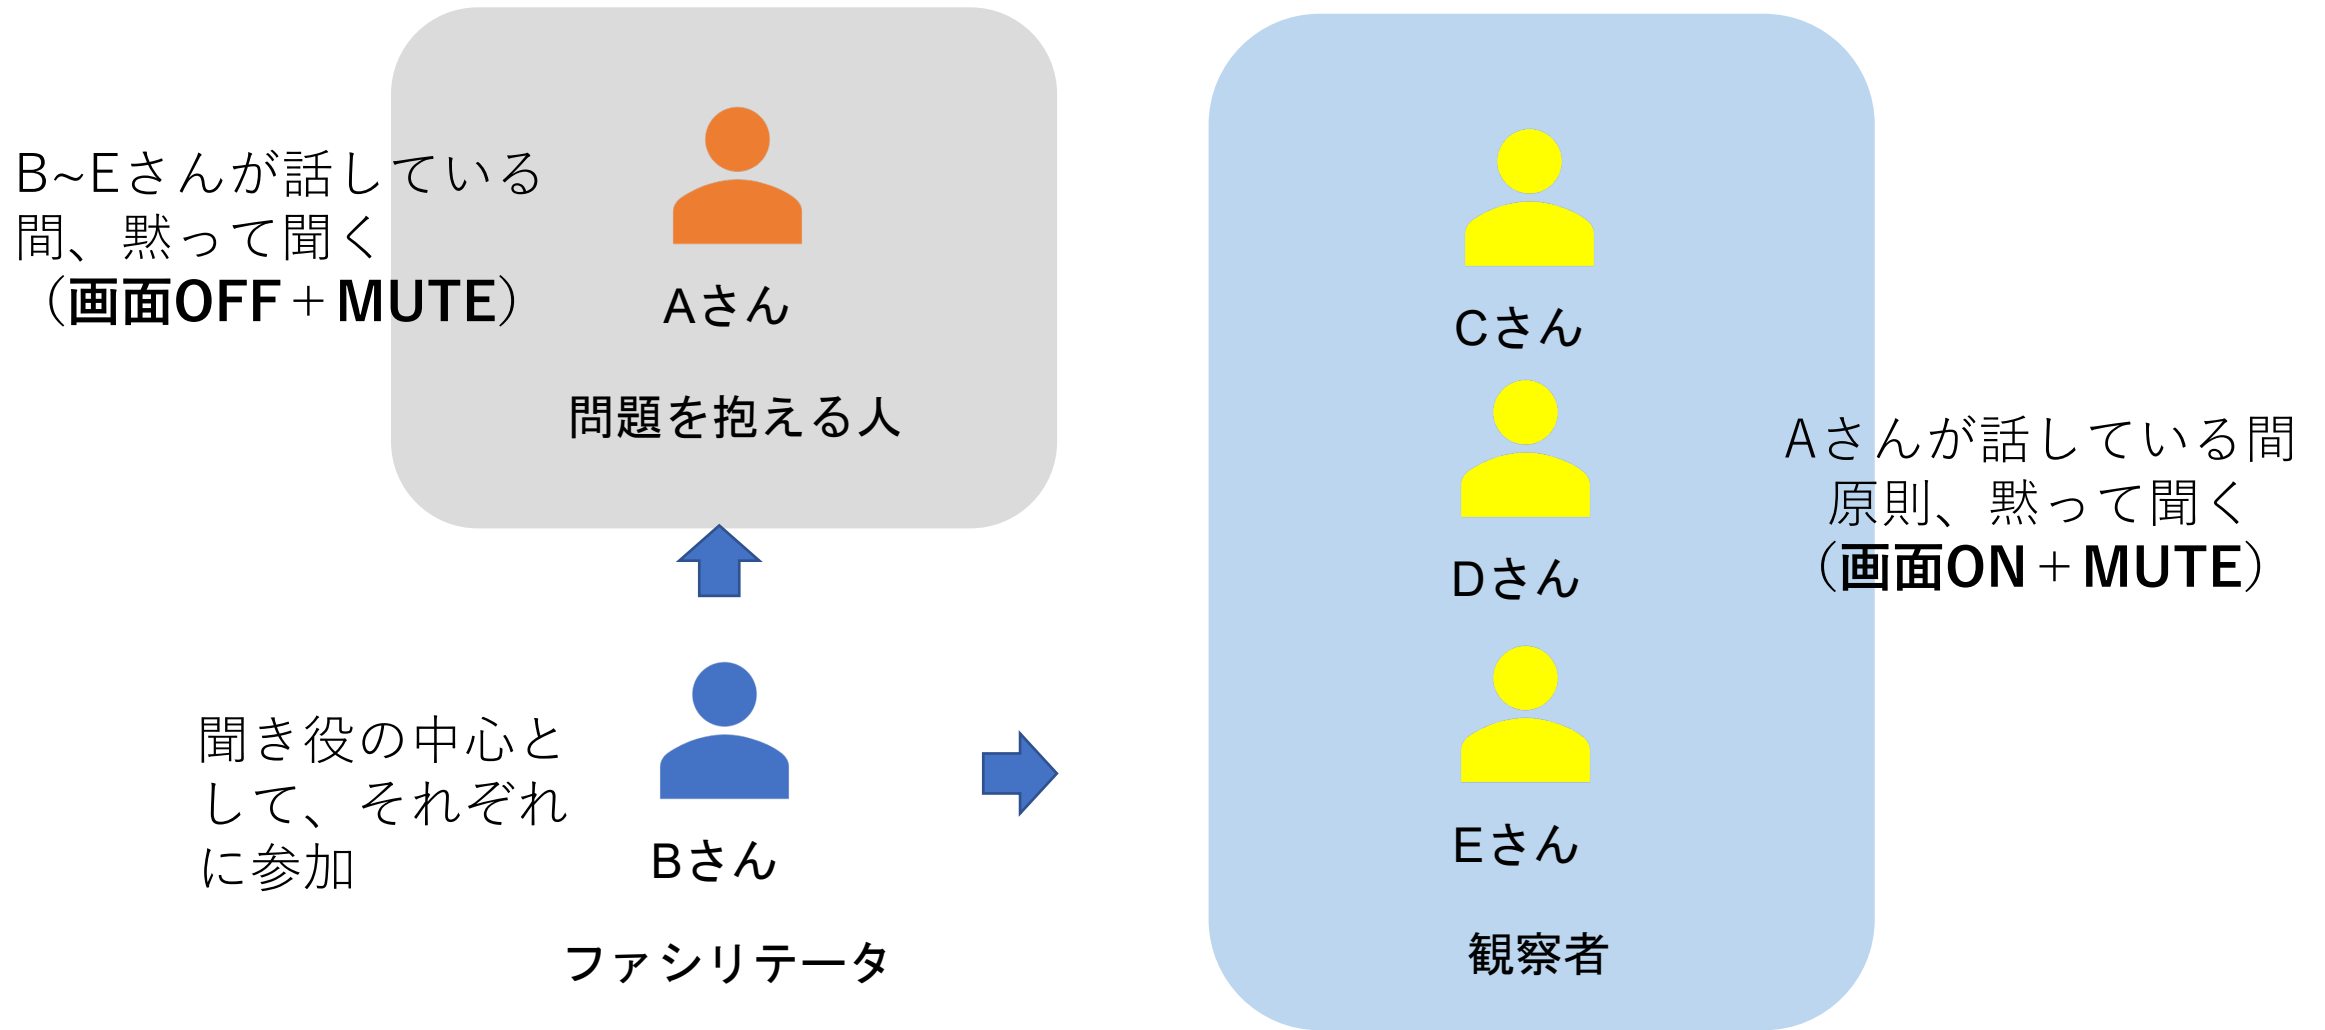 B~Eさんが話している
間、黙って聞く
（画面OFF＋MUTE）
Aさん
問題を抱える人
Cさん
Dさん
Aさんが話している間
原則、黙って聞く
（画面ON＋MUTE）
聞き役の中心と
して、それぞれ
に参加
Bさん
ファシリテータ
Eさん
観察者